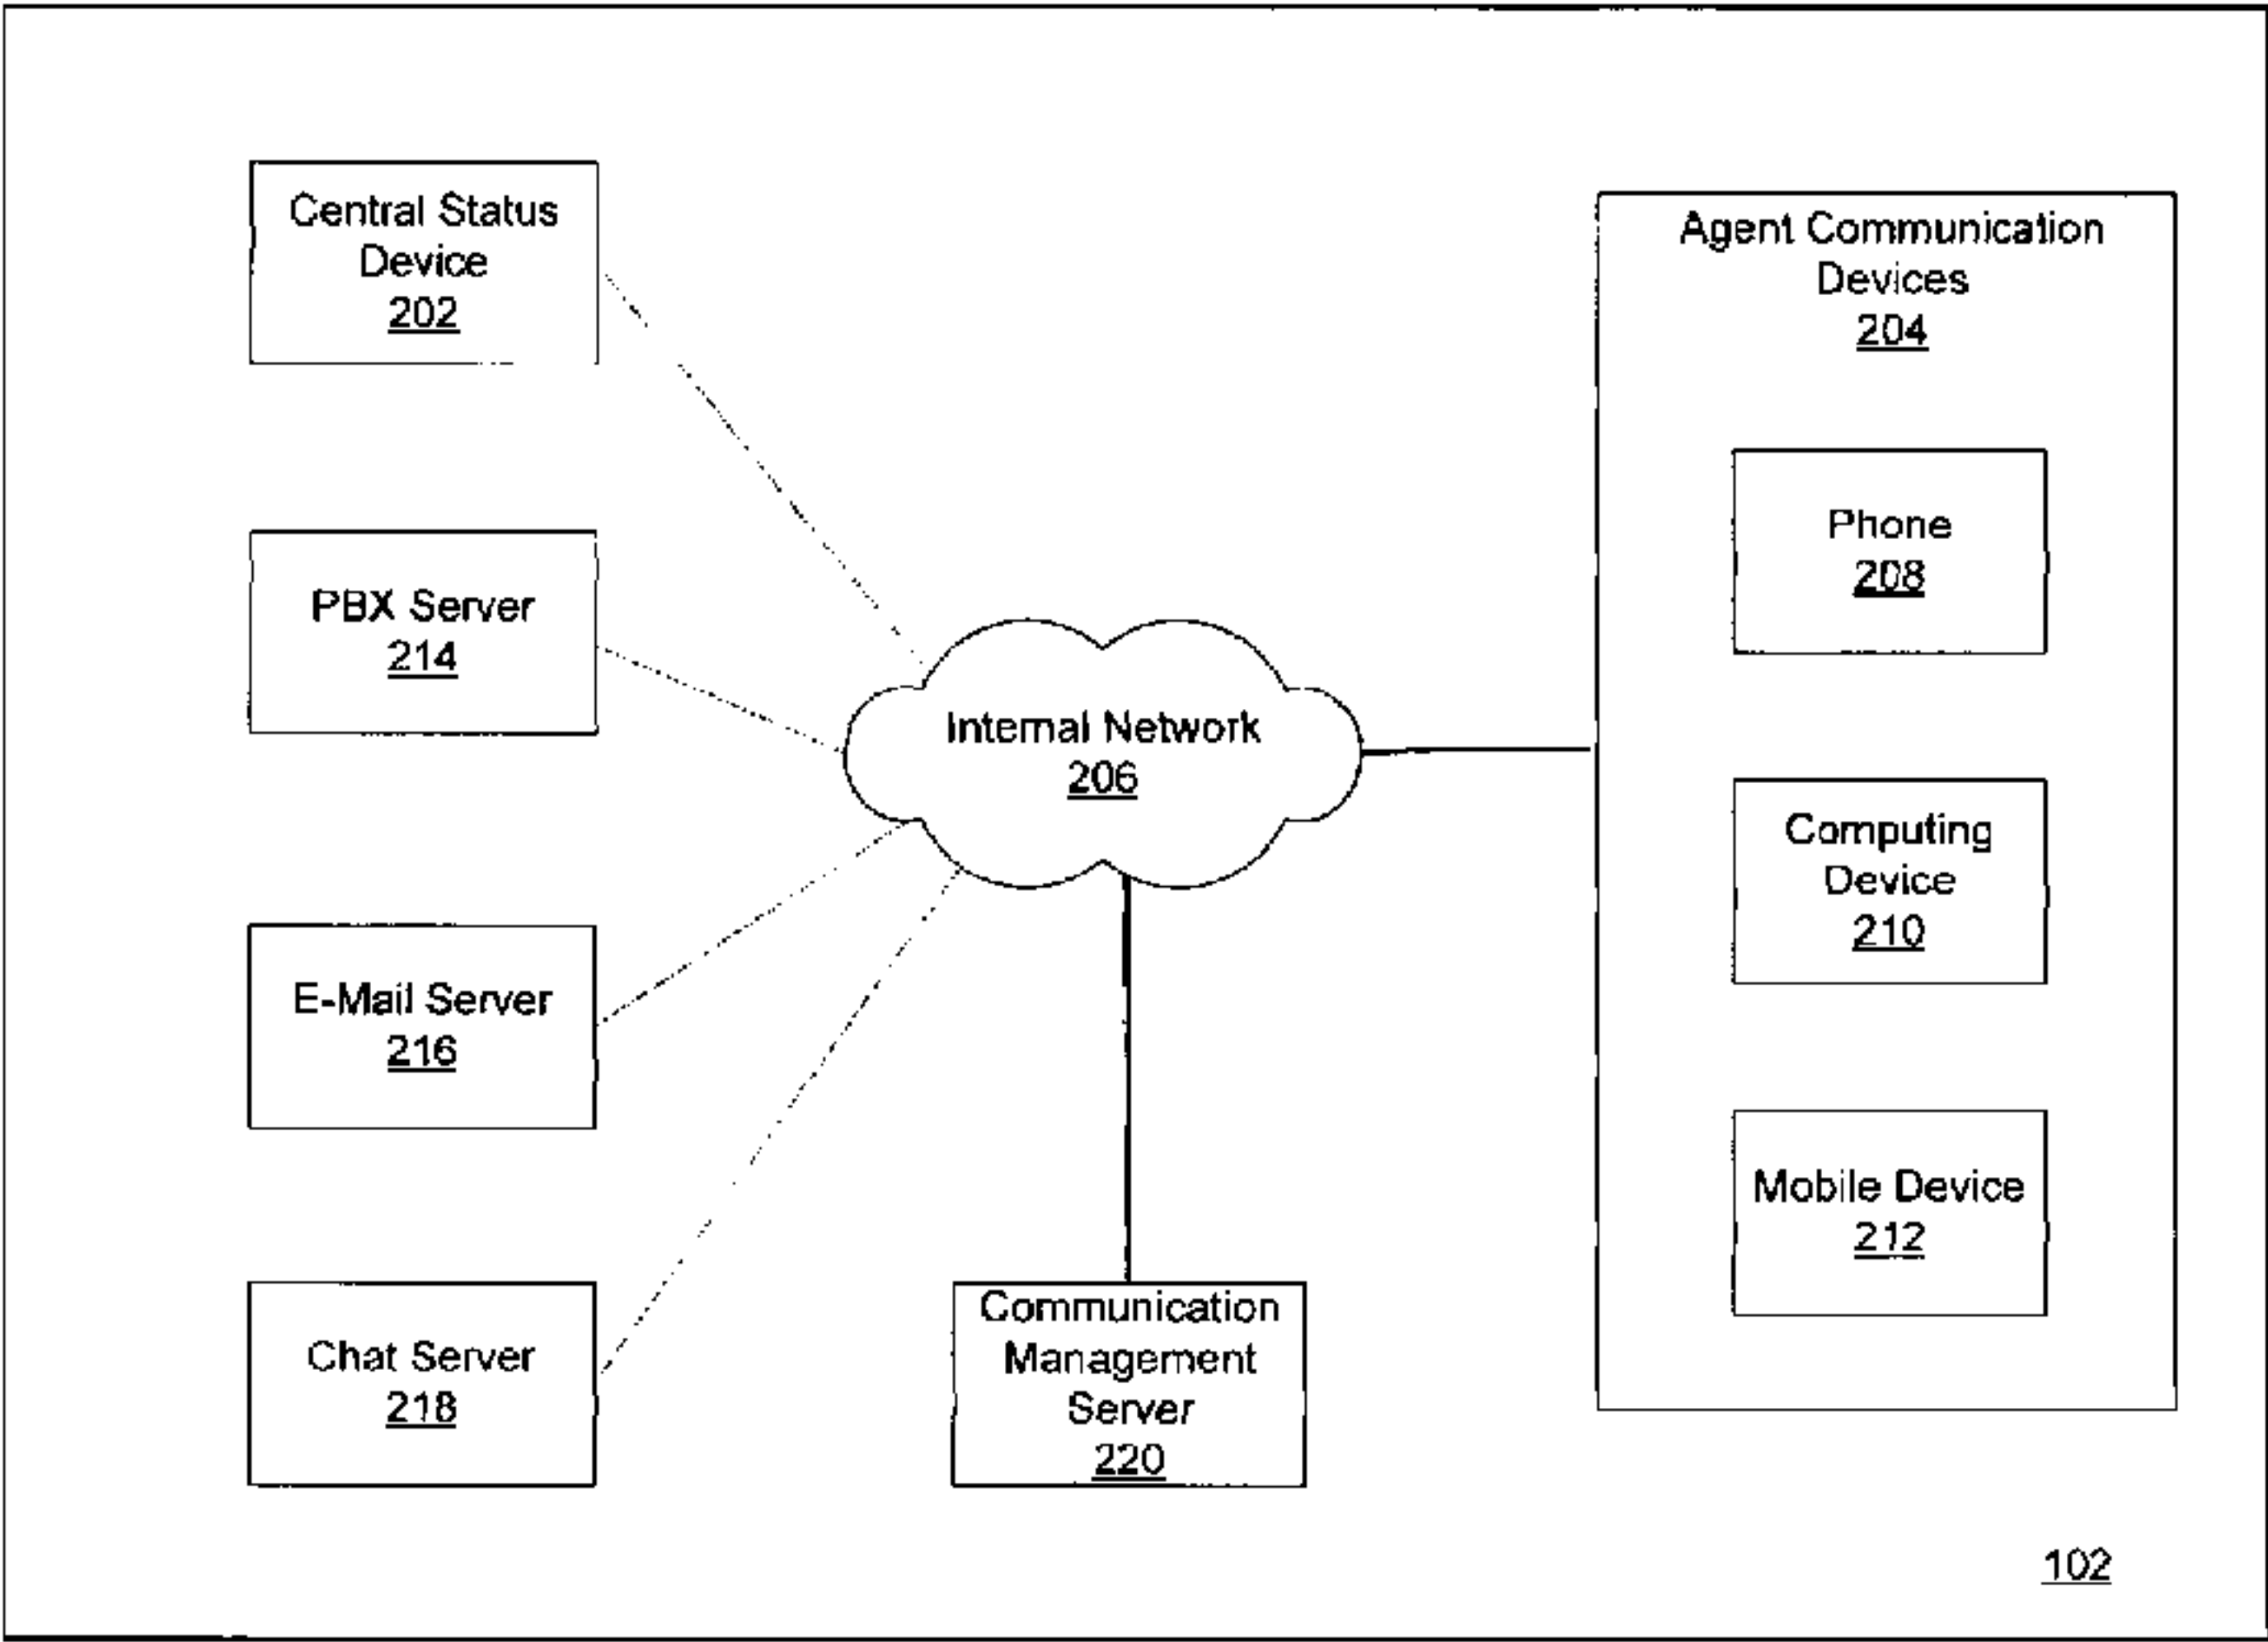 Central Status
Device
202
PBX Server
214
E-Mail Server
216
Chat Server
218
Internal Network
206
Communication
Management
Server
220
Agent Communication
Devices
204
Phone
208
Computing
Device
210
Mobile Device
212
102